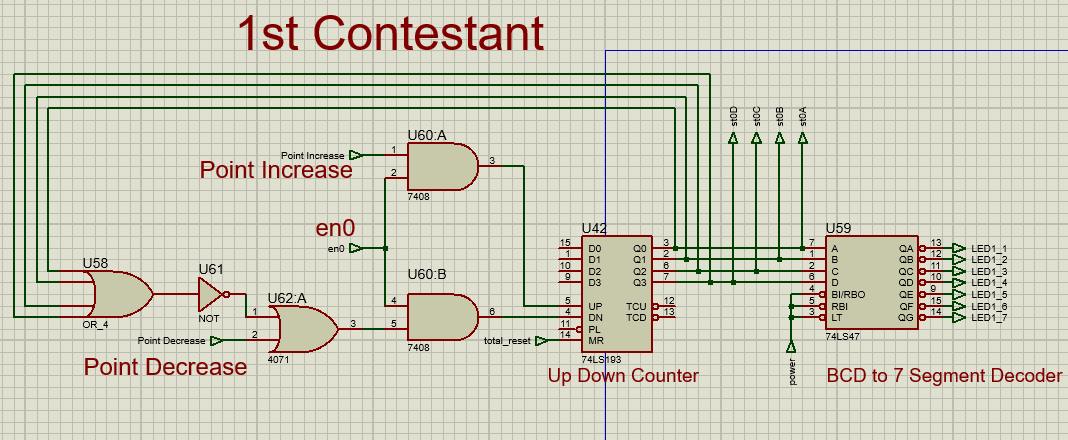 1st Contestant
st0D
st0C
st0B
st0A
U60:A
Point Increase
1
2
3
Point Increase
7408
en0
en0
U42
U59
15 D0 Q0 3
1 D1 Q1 2
10 D2 Q2 6
9 D3 Q3 7
5 UP TCU 12
4 DN TCD 13
11 PL
14 MR
total_reset
74LS193
Up Down Counter
7 A QA 13 LED1_1
1 B QB 12 LED1_2
2 C QC 11 LED1_3
6 D QD 10 LED1_4
4 BI/RBO QE 9 LED1_5
5 RBI QF 15 LED1_6
3 LT QG 14 LED1_7
74LS47
power
BCD to 7 Segment Decoder
U58
OR_4
U61
NOT
U62:A
1
2
3
4071
Point Decrease
Point Decrease
U60:B
4
5
6
7408